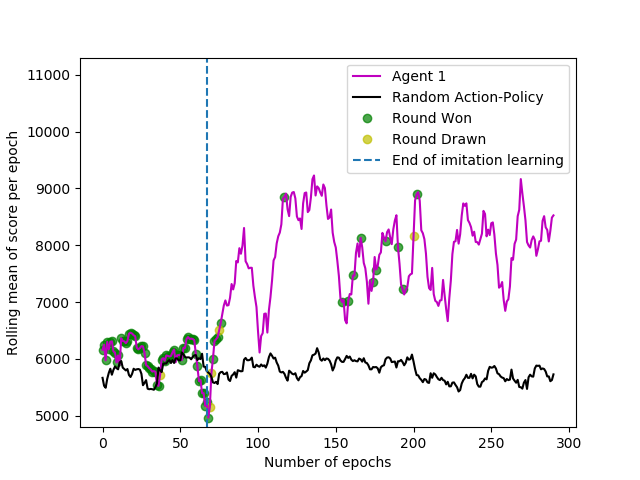 11000
10000
9000
8000
7000
6000
5000
Rolling mean of score per epoch
Agent 1
Random Action-Policy
Round Won
Round Drawn
End of imitation learning
0 50 100 150 200 250 300
Number of epochs